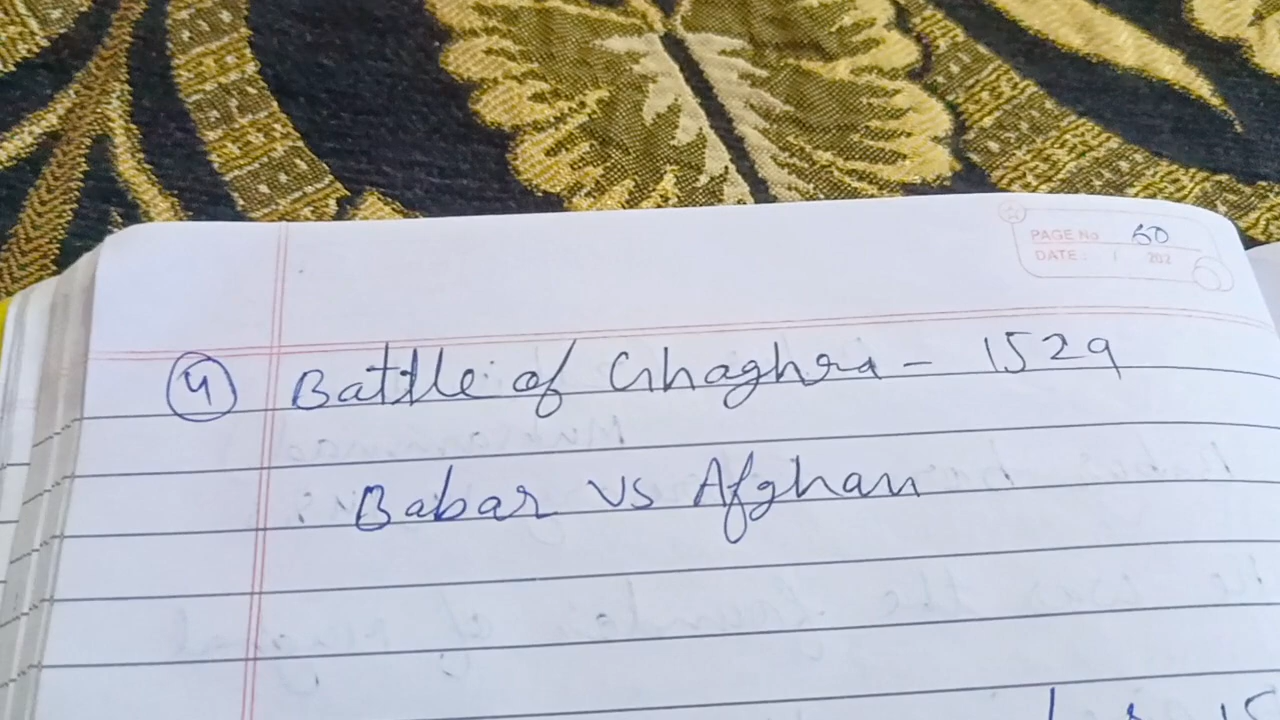 PAGE No 50
DATE: / 202
④ Battle of Ghaghra - 1529
Babar vs Afghan